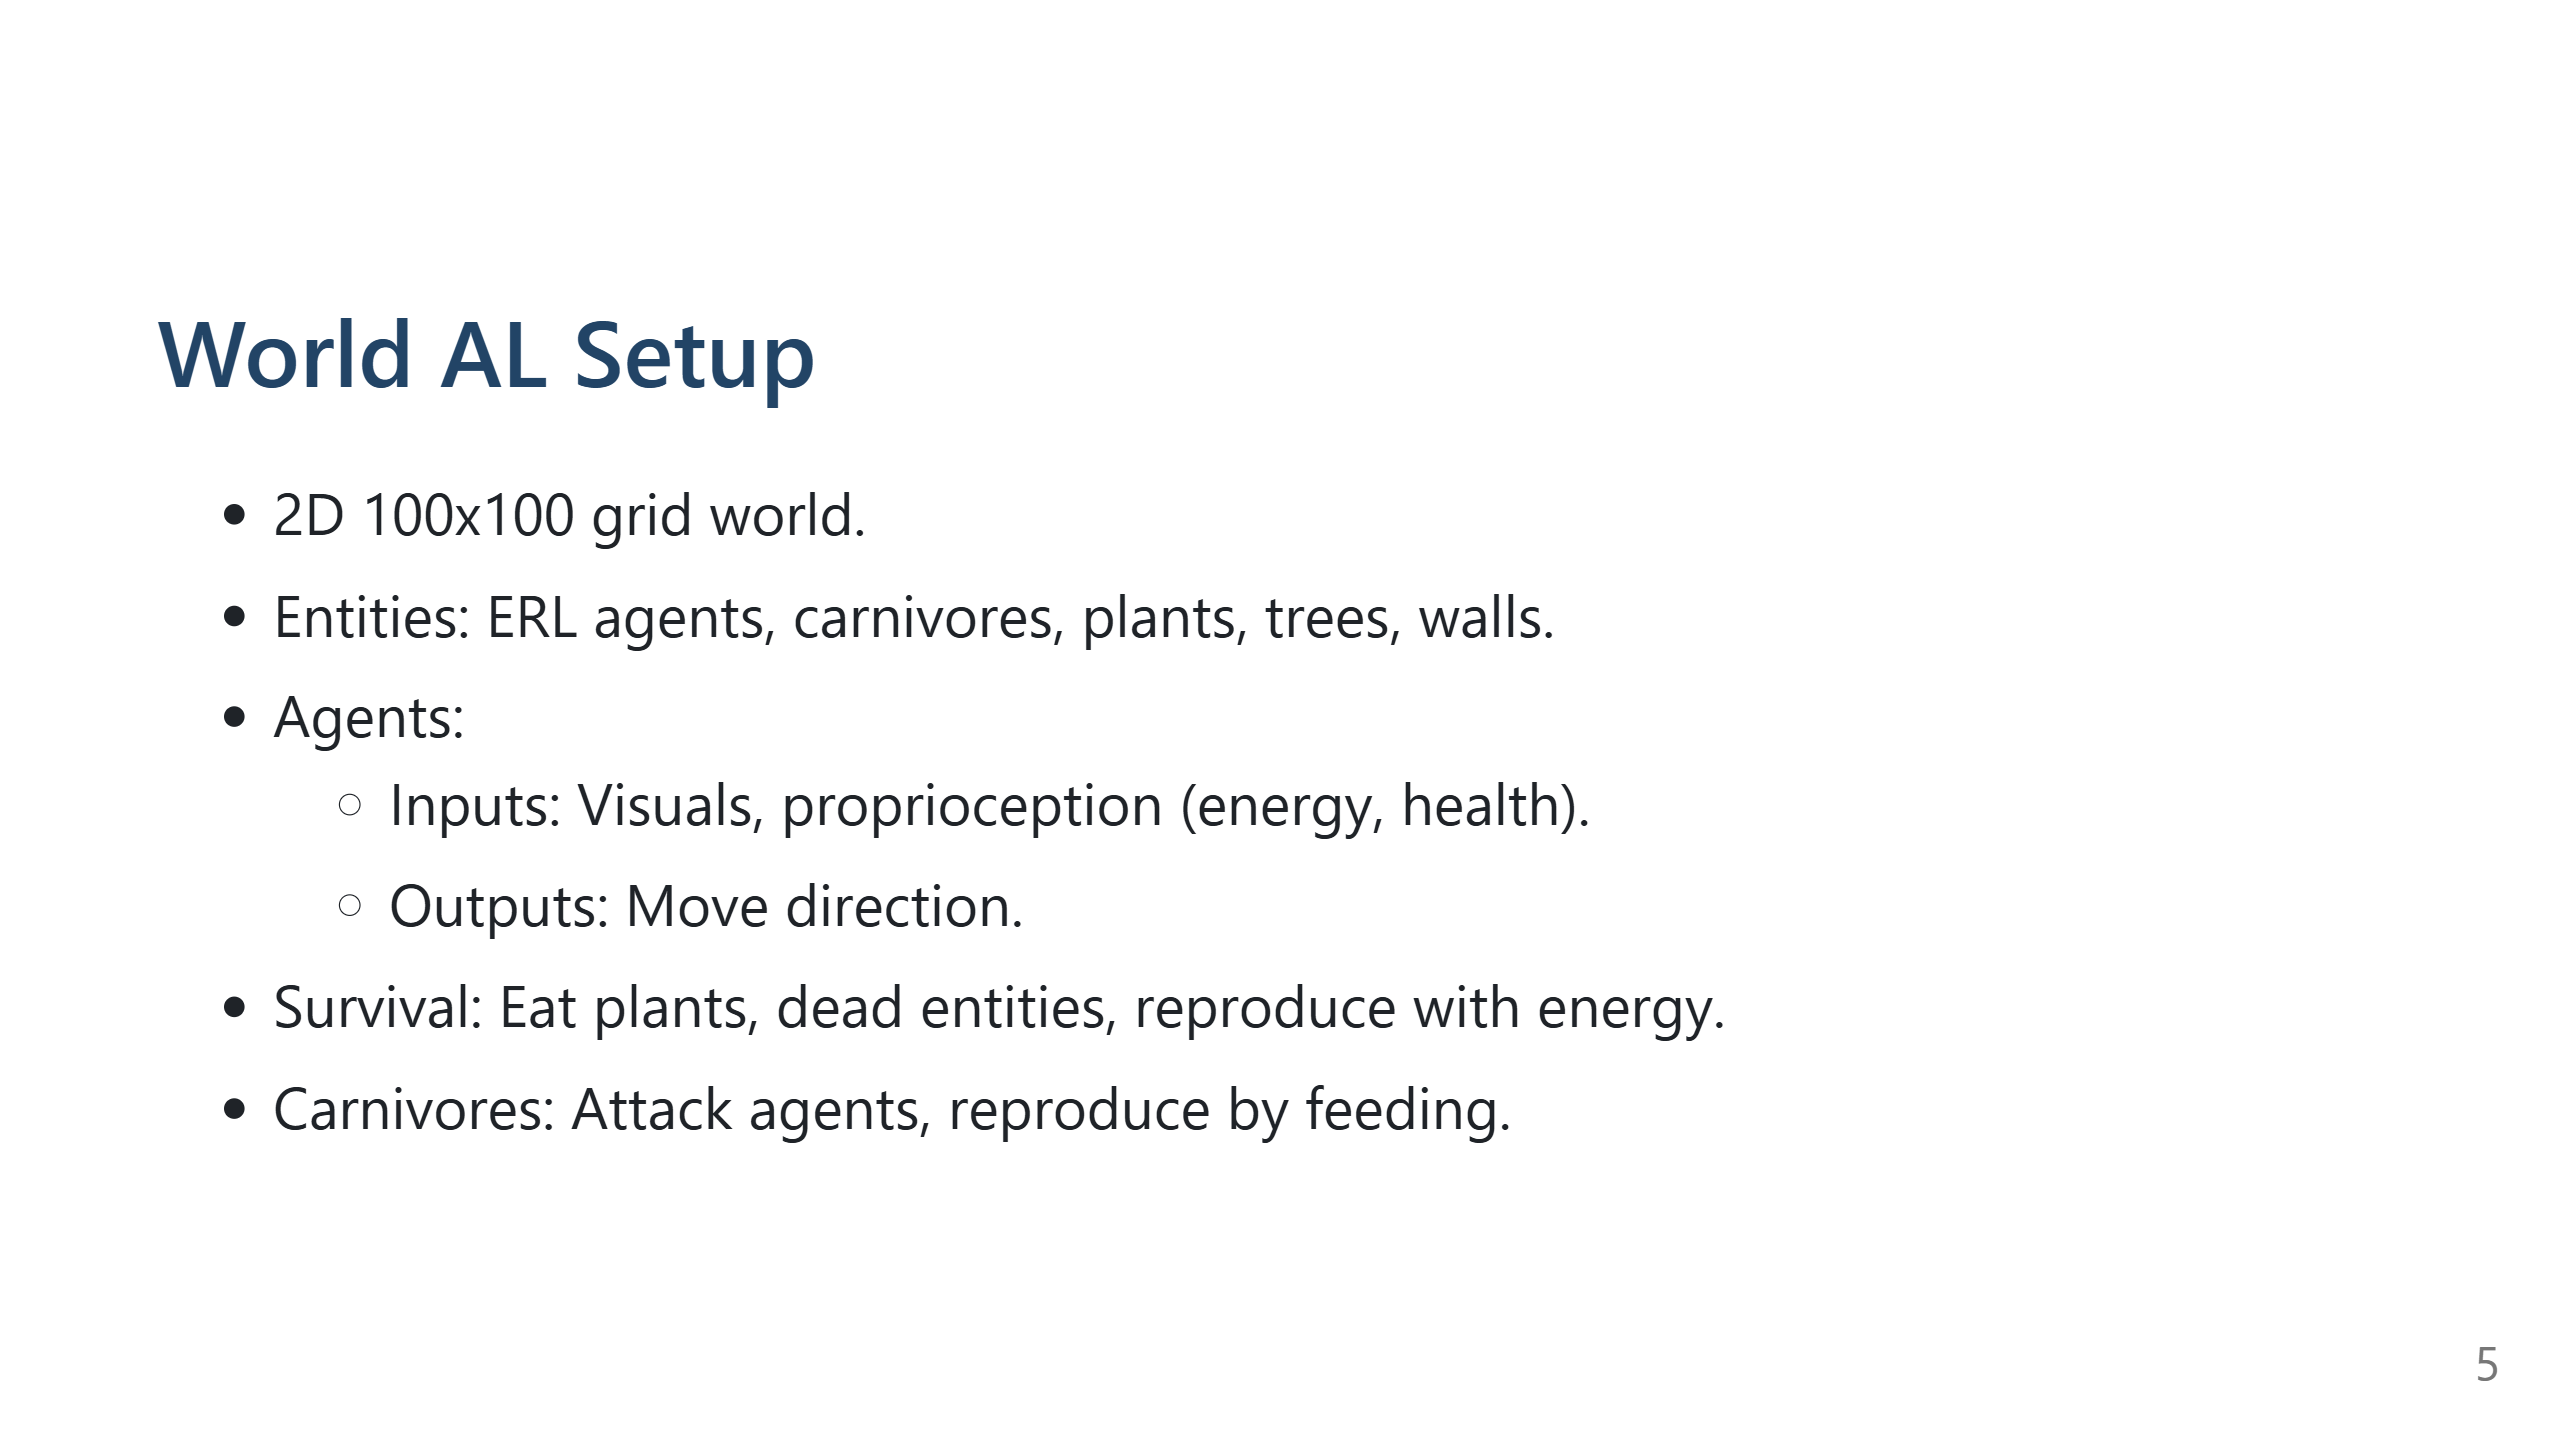 World AL Setup
• 2D 100x100 grid world.
• Entities: ERL agents, carnivores, plants, trees, walls.
• Agents:
○ Inputs: Visuals, proprioception (energy, health).
○ Outputs: Move direction.
• Survival: Eat plants, dead entities, reproduce with energy.
• Carnivores: Attack agents, reproduce by feeding.
5